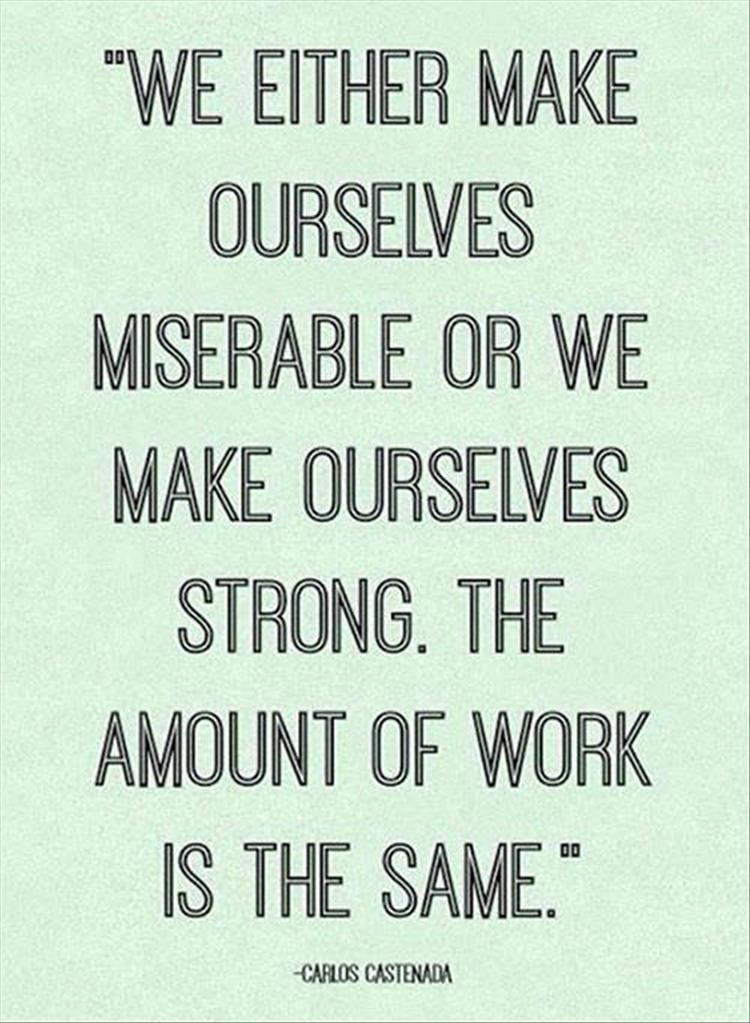 "WE EITHER MAKE
OURSELVES
MISERABLE OR WE
MAKE OURSELVES
STRONG. THE
AMOUNT OF WORK
IS THE SAME."
-CARLOS CASTENADA